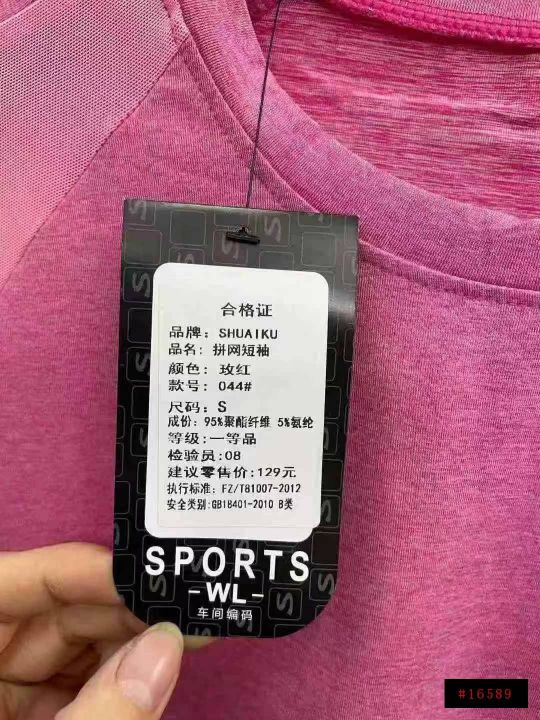 合格证
品牌: SHUAIKU
品名: 拼网短袖
颜色: 玫红
款号: 044#
尺码: S
成份: 95%聚酯纤维 5%氨纶
等级:一等品
检验员:08
建议零售价:129元
执行标准: FZ/T81007-2012
安全类别:GB18401-2010 B类
SPORTS
-WL-
车间编码
#16589